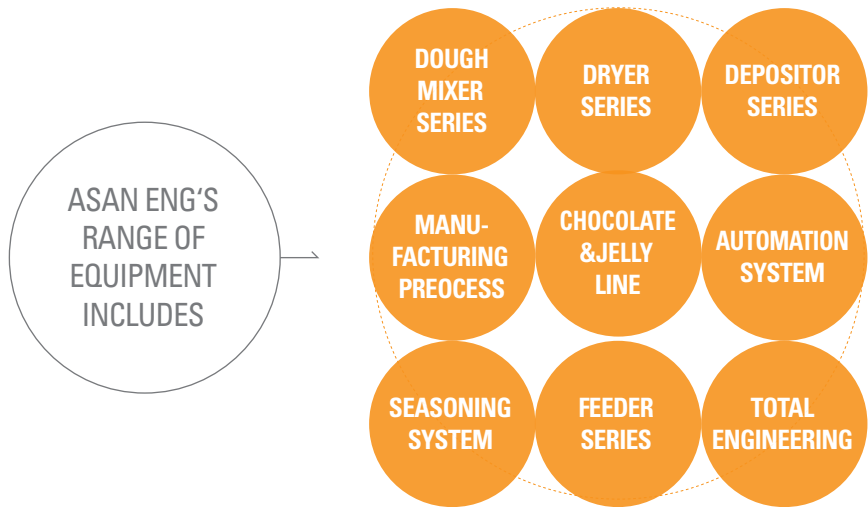 ASAN ENG'S
RANGE OF
EQUIPMENT
INCLUDES
DOUGH
MIXER
SERIES
DRYER
SERIES
DEPOSITOR
SERIES
MANU-
FACTURING
PREOCESS
CHOCOLATE
&JELLY
LINE
AUTOMATION
SYSTEM
SEASONING
SYSTEM
FEEDER
SERIES
TOTAL
ENGINEERING